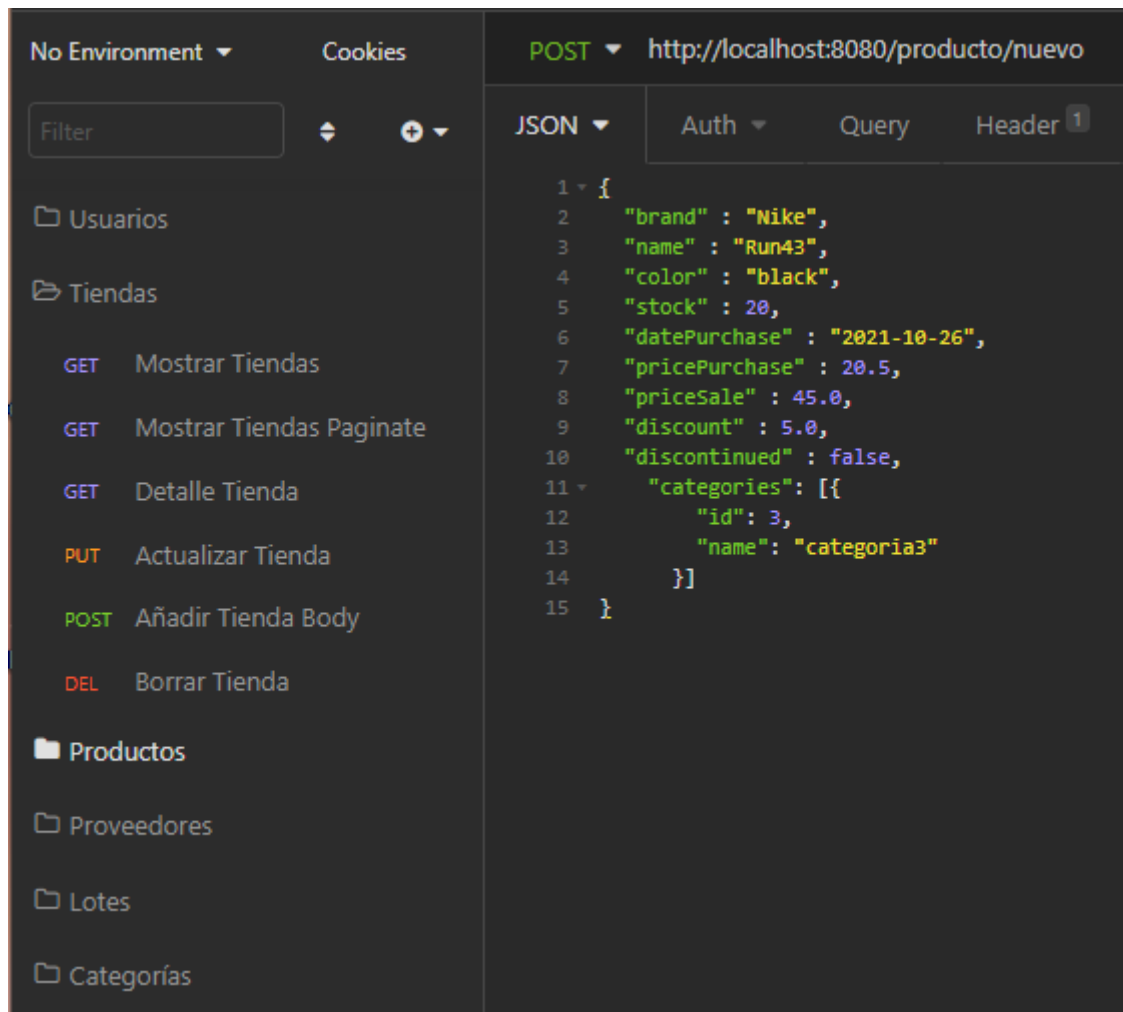 No Environment Cookies
Filter
Usuarios
Tiendas
GET Mostrar Tiendas
GET Mostrar Tiendas Paginate
GET Detalle Tienda
PUT Actualizar Tienda
POST Añadir Tienda Body
DEL Borrar Tienda
Productos
Proveedores
Lotes
Categorías
POST http://localhost:8080/producto/nuevo
JSON Auth Query Header 1
1 {
2 "brand" : "Nike",
3 "name" : "Run43",
4 "color" : "black",
5 "stock" : 20,
6 "datePurchase" : "2021-10-26",
7 "pricePurchase" : 20.5,
8 "priceSale" : 45.0,
9 "discount" : 5.0,
10 "discontinued" : false,
11 "categories": [{
12 "id": 3,
13 "name": "categoria3"
14 }]
15 }